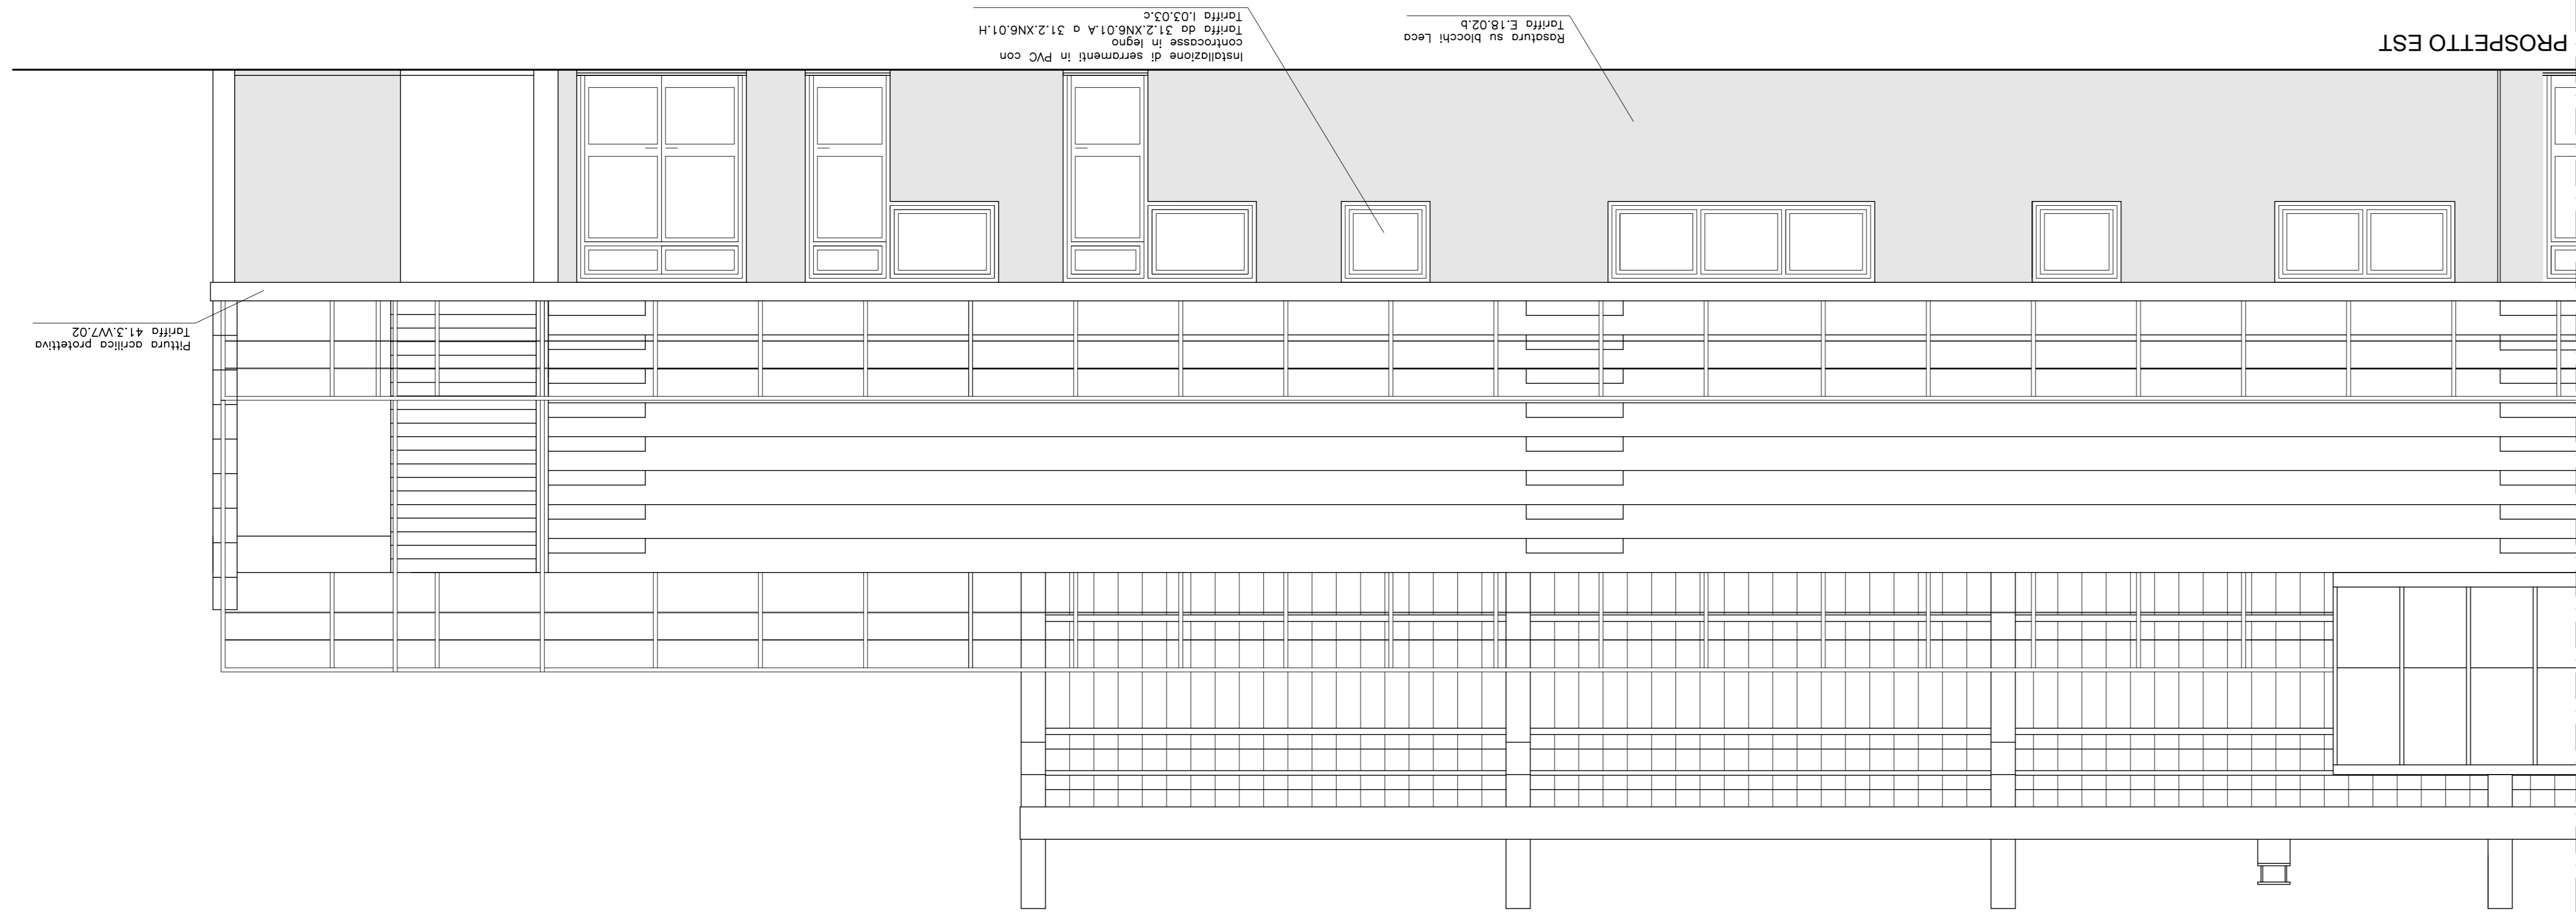 PROSPETTO EST
Rasatura su blocchi Leca
Tariffa E.18.02.b
Installazione di serramenti in PVC con
controcasse in legno
Tariffa da 31.2.XN6.01.A a 31.2.XN6.01.H
Tariffa I.03.03.c
Pittura acrilica protettiva
Tariffa 41.3.W7.02